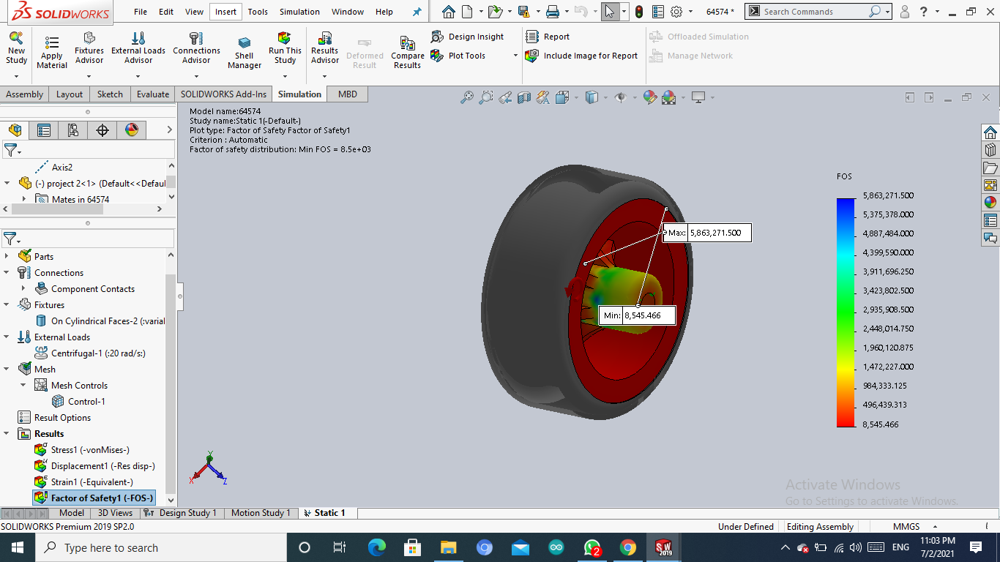 SOLIDWORKS
File Edit View Insert Tools Simulation Window Help
64574 *
Search Commands
New Study
Apply Material
Fixtures Advisor
External Loads Advisor
Connections Advisor
Shell Manager
Run This Study
Results Advisor
Deformed Result
Compare Results
Design Insight
Plot Tools
Report
Include Image for Report
Offloaded Simulation
Manage Network
Assembly Layout Sketch Evaluate SOLIDWORKS Add-Ins Simulation MBD
Model name:64574
Study name:Static 1(-Default-)
Plot type: Factor of Safety Factor of Safety1
Criterion : Automatic
Factor of safety distribution: Min FOS = 8.5e+03
Axis2
(-) project 2<1> (Default<<Defaul
Mates in 64574
Parts
Connections
Component Contacts
Fixtures
On Cylindrical Faces-2 (:varial
External Loads
Centrifugal-1 (:20 rad/s:)
Mesh
Mesh Controls
Control-1
Result Options
Results
Stress1 (-vonMises-)
Displacement1 (-Res disp-)
Strain1 (-Equivalent-)
Factor of Safety1 (-FOS-)
Max: 5,863,271.500
Min: 8,545.466
FOS
5,863,271.500
5,375,378.000
4,887,484.000
4,399,590.000
3,911,696.250
3,423,802.500
2,935,908.500
2,448,014.750
1,960,120.875
1,472,227.000
984,333.125
496,439.313
8,545.466
Y
X
Z
Activate Windows
Go to Settings to activate Windows.
Model 3D Views Design Study 1 Motion Study 1 Static 1
SOLIDWORKS Premium 2019 SP2.0
Under Defined Editing Assembly MMGS
Type here to search
2
SW
2019
ENG
11:03 PM
7/2/2021